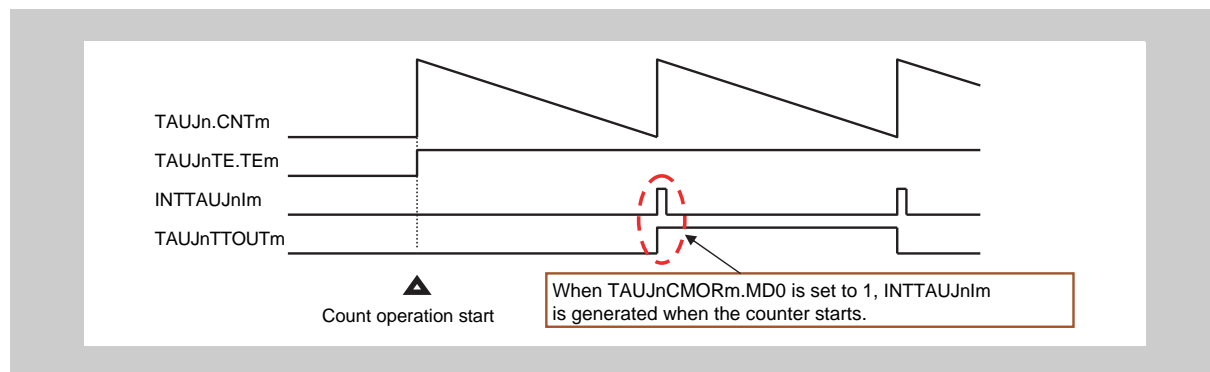 TAUJn.CNTm
TAUJnTE.TEm
INTTAUJnIm
TAUJnTTOUTm
Count operation start
When TAUJnCMORm.MD0 is set to 1, INTTAUJnIm
is generated when the counter starts.